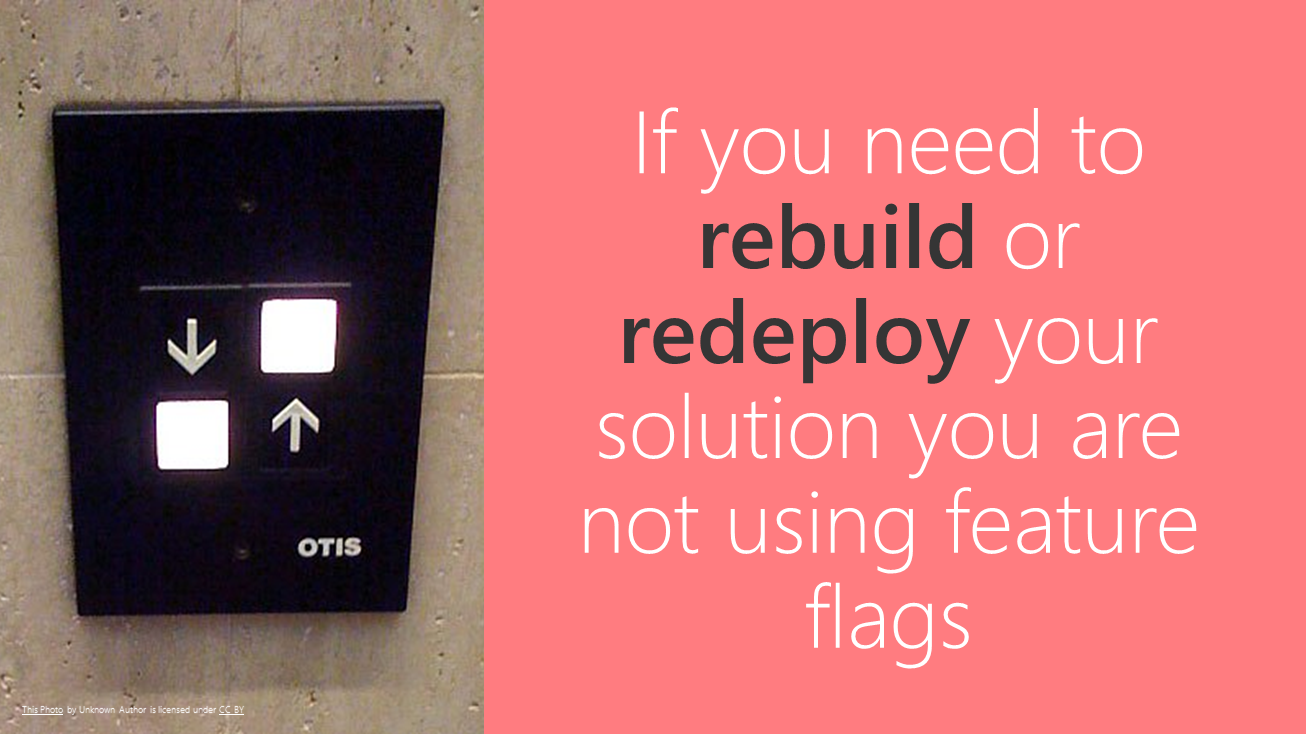 OTIS
This Photo by Unknown Author is licensed under CC BY
If you need to
rebuild or
redeploy your
solution you are
not using feature
flags